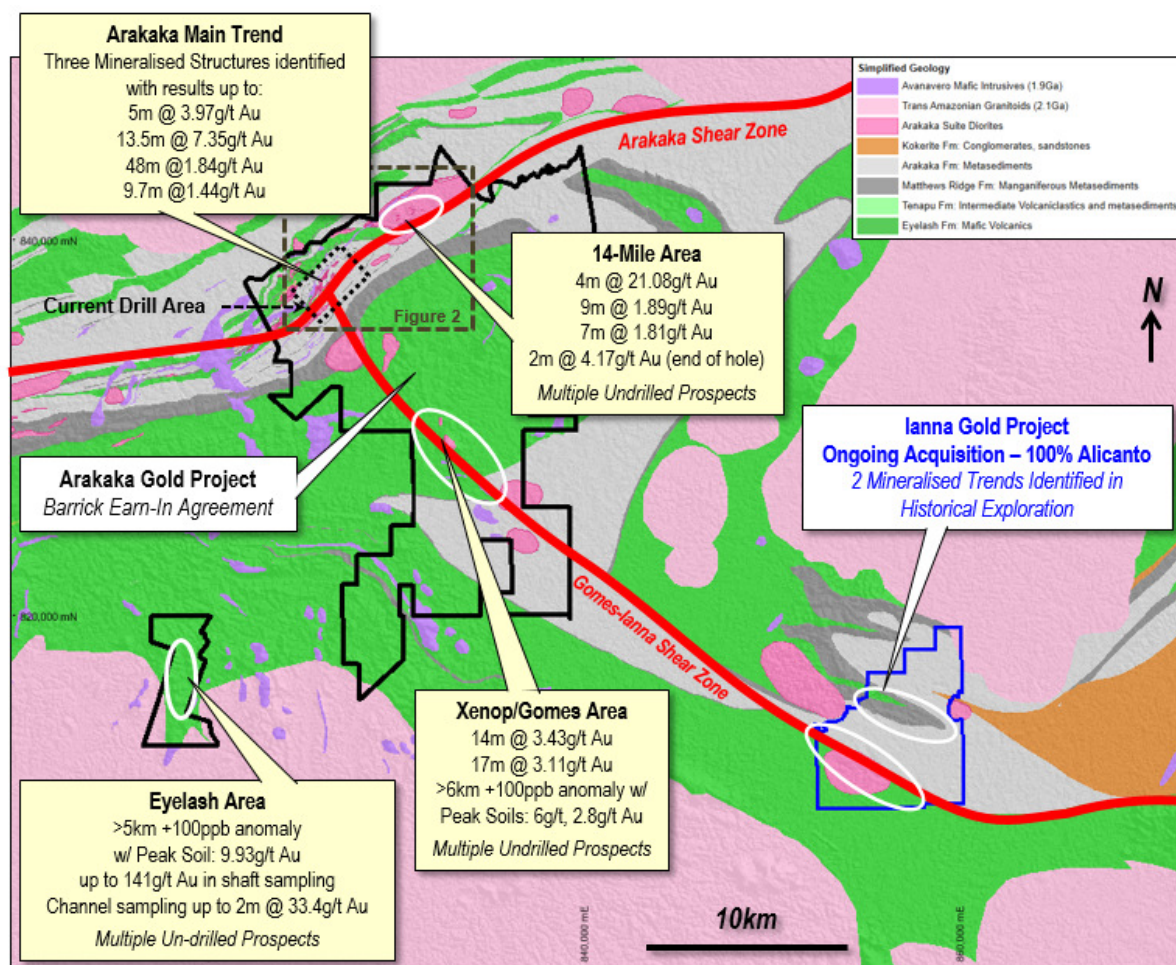 Arakaka Main Trend
Three Mineralised Structures identified
with results up to:
5m @ 3.97g/t Au
13.5m @ 7.35g/t Au
48m @1.84g/t Au
9.7m @1.44g/t Au
Simplified Geology
Avanavero Mafic Intrusives (1.9Ga)
Trans Amazonian Granitoids (2.1Ga)
Arakaka Suite Diorites
Kokerite Fm: Conglomerates, sandstones
Arakaka Fm: Metasediments
Matthews Ridge Fm: Manganiferous Metasediments
Tenapu Fm: Intermediate Volcaniclastics and metasediments
Eyelash Fm: Mafic Volcanics
Arakaka Shear Zone
840,000 mN
14-Mile Area
4m @ 21.08g/t Au
9m @ 1.89g/t Au
7m @ 1.81g/t Au
2m @ 4.17g/t Au (end of hole)
Multiple Undrilled Prospects
Current Drill Area
Figure 2
N
Arakaka Gold Project
Barrick Earn-In Agreement
Ianna Gold Project
Ongoing Acquisition – 100% Alicanto
2 Mineralised Trends Identified in
Historical Exploration
Gomes-Ianna Shear Zone
820,000 mN
Xenop/Gomes Area
14m @ 3.43g/t Au
17m @ 3.11g/t Au
>6km +100ppb anomaly w/
Peak Soils: 6g/t, 2.8g/t Au
Multiple Undrilled Prospects
Eyelash Area
>5km +100ppb anomaly
w/ Peak Soil: 9.93g/t Au
up to 141g/t Au in shaft sampling
Channel sampling up to 2m @ 33.4g/t Au
Multiple Un-drilled Prospects
840,000 mE
10km
860,000 mE